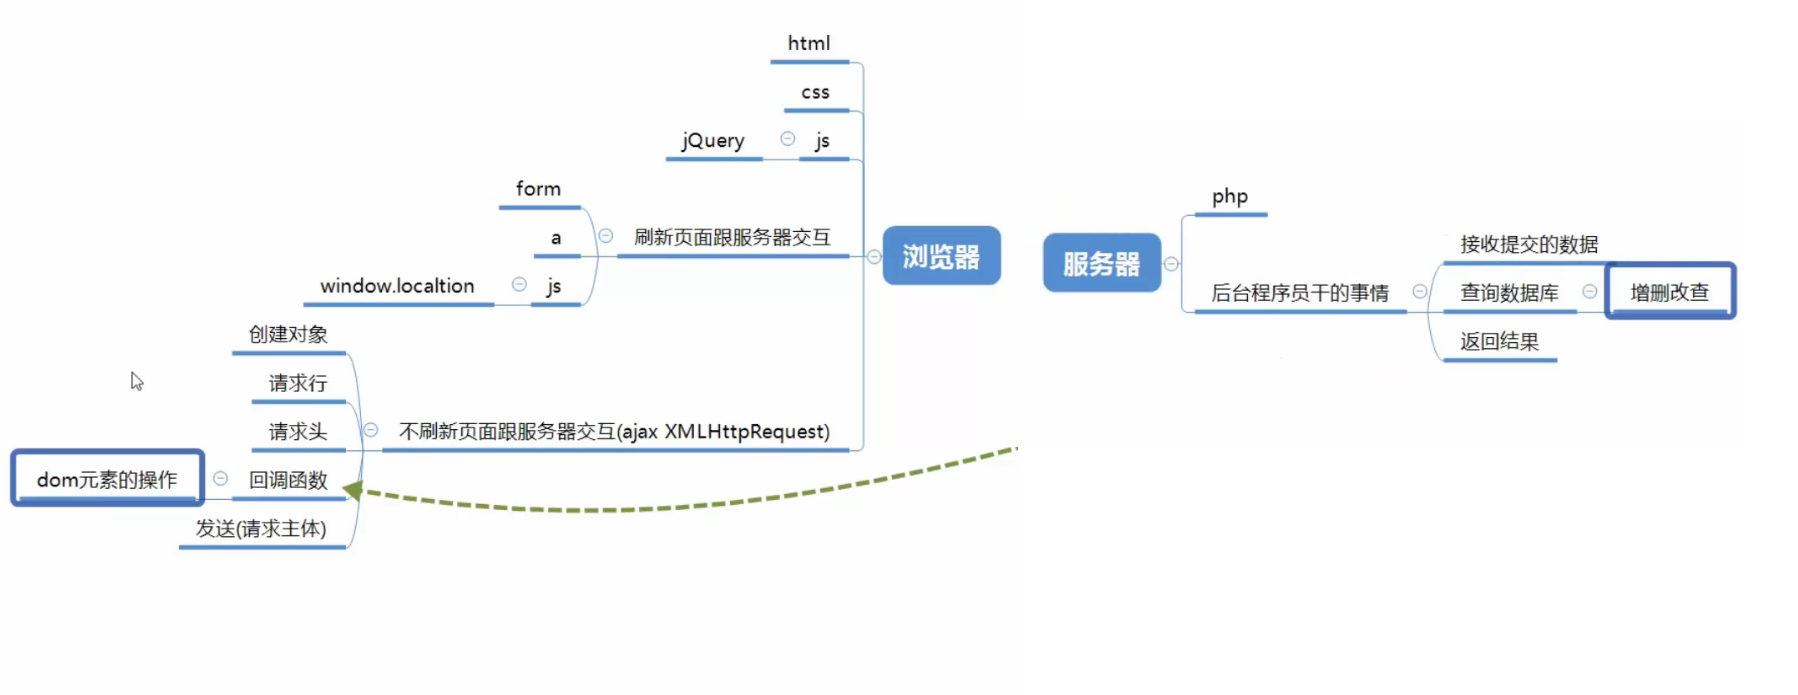 html
css
jQuery
js
form
a
刷新页面跟服务器交互
window.localtion
js
创建对象
请求行
请求头
不刷新页面跟服务器交互(ajax XMLHttpRequest)
dom元素的操作
回调函数
发送(请求主体)
浏览器
服务器
php
后台程序员干的事情
接收提交的数据
查询数据库
增删改查
返回结果